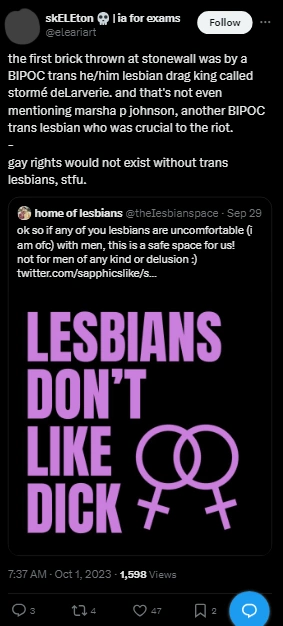 skELEton 💀 | ia for exams
@eleariart
Follow
the first brick thrown at stonewall was by a
BIPOC trans he/him lesbian drag king called
stormé deLarverie. and that's not even
mentioning marsha p johnson, another BIPOC
trans lesbian who was crucial to the riot.
-
gay rights would not exist without trans
lesbians, stfu.
home of lesbians @thelesbianspace · Sep 29
ok so if any of you lesbians are uncomfortable (i
am ofc) with men, this is a safe space for us!
not for men of any kind or delusion :)
twitter.com/sapphicslike/s...
LESBIANS
DON'T
LIKE
DICK
7:37 AM · Oct 1, 2023 · 1,598 Views
3 4 47 2